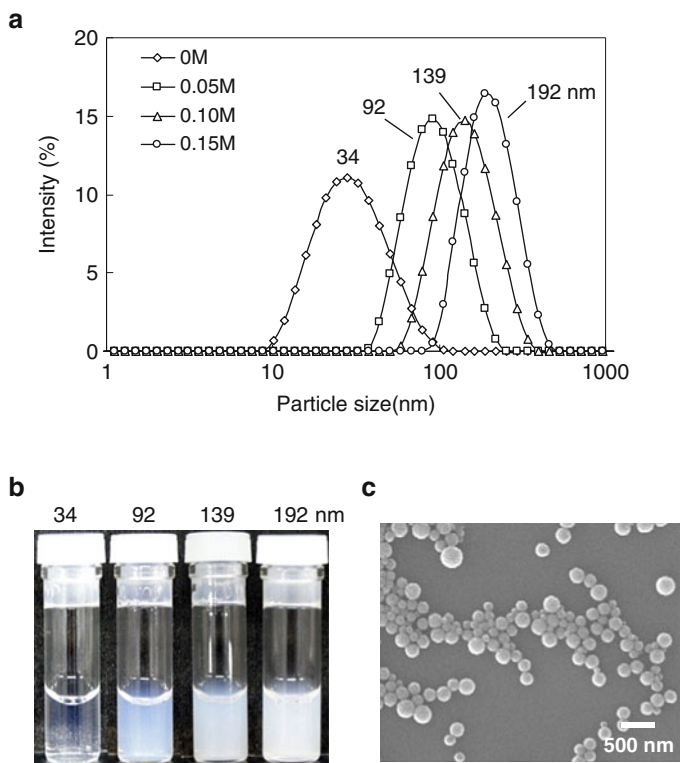 a
20
15
10
5
0
Intensity (%)
0M
0.05M
0.10M
0.15M
34
92
139
192 nm
1
10
100
1000
Particle size(nm)
b
34 92 139 192 nm
c
500 nm